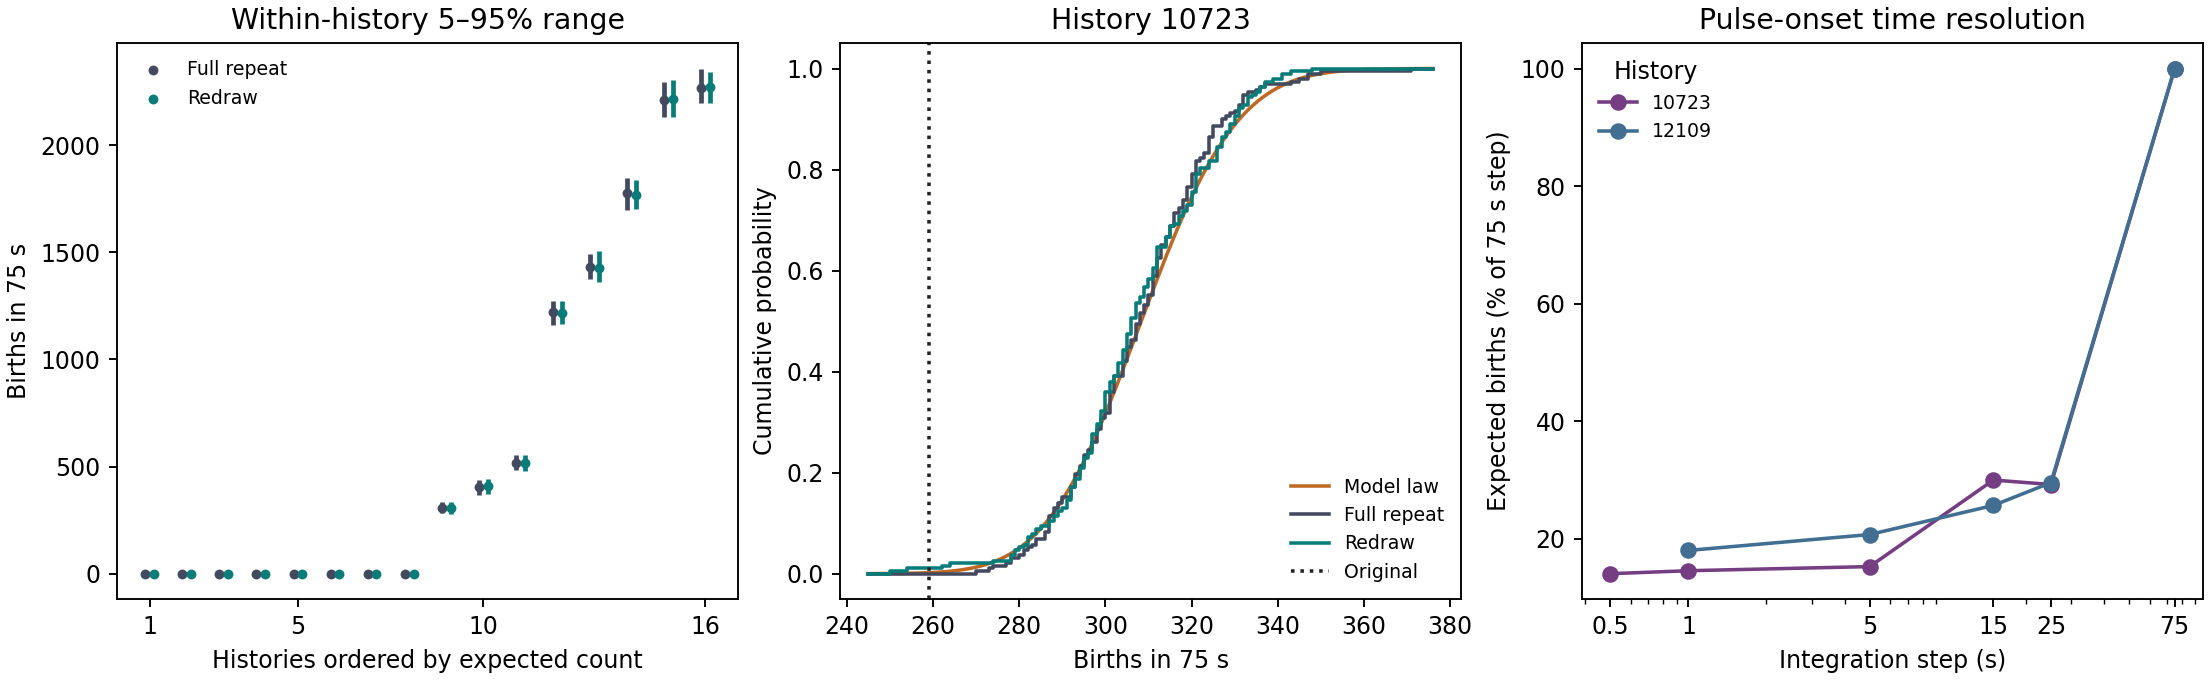 Within-history 5–95% range
Full repeat
Redraw
Births in 75 s
2000
1500
1000
500
0
1
5
10
16
Histories ordered by expected count
History 10723
Cumulative probability
1.0
0.8
0.6
0.4
0.2
0.0
Model law
Full repeat
Redraw
Original
240
260
280
300
320
340
360
380
Births in 75 s
Pulse-onset time resolution
History
10723
12109
Expected births (% of 75 s step)
100
80
60
40
20
0.5
1
5
15
25
75
Integration step (s)